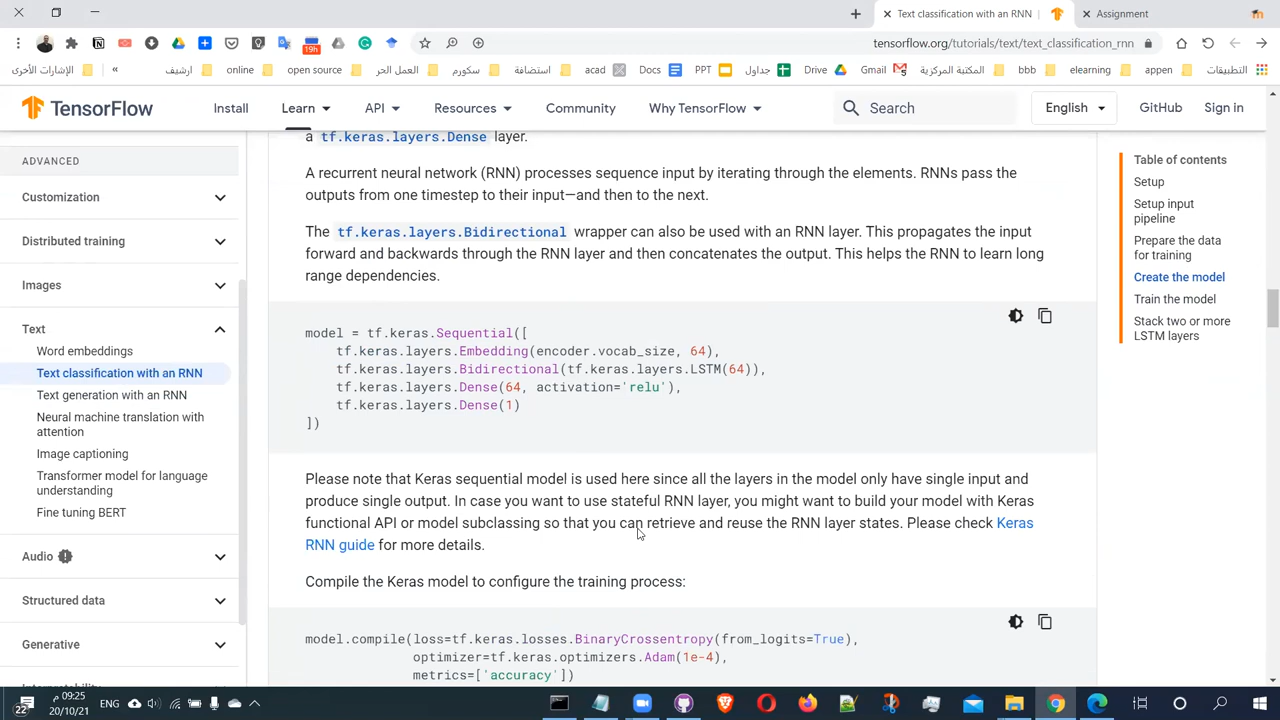 Text classification with an RNN
Assignment
19h
tensorflow.org/tutorials/text/text_classification_rnn
الإشارات الأخرى
»
ارشيف
online
open source
العمل الحر
سكورم
استضافة
acad
Docs
PPT
جداول
Drive
Gmail
المكتبة المركزية
bbb
elearning
appen
التطبيقات
TensorFlow
Install
Learn
API
Resources
Community
Why TensorFlow
Search
English
GitHub
Sign in
ADVANCED
Customization
Distributed training
Images
Text
Word embeddings
Text classification with an RNN
Text generation with an RNN
Neural machine translation with
attention
Image captioning
Transformer model for language
understanding
Fine tuning BERT
Audio
Structured data
Generative
a tf.keras.layers.Dense layer.
A recurrent neural network (RNN) processes sequence input by iterating through the elements. RNNs pass the
outputs from one timestep to their input—and then to the next.
The tf.keras.layers.Bidirectional wrapper can also be used with an RNN layer. This propagates the input
forward and backwards through the RNN layer and then concatenates the output. This helps the RNN to learn long
range dependencies.
model = tf.keras.Sequential([
    tf.keras.layers.Embedding(encoder.vocab_size, 64),
    tf.keras.layers.Bidirectional(tf.keras.layers.LSTM(64)),
    tf.keras.layers.Dense(64, activation='relu'),
    tf.keras.layers.Dense(1)
])
Please note that Keras sequential model is used here since all the layers in the model only have single input and
produce single output. In case you want to use stateful RNN layer, you might want to build your model with Keras
functional API or model subclassing so that you can retrieve and reuse the RNN layer states. Please check Keras
RNN guide for more details.
Compile the Keras model to configure the training process:
model.compile(loss=tf.keras.losses.BinaryCrossentropy(from_logits=True),
              optimizer=tf.keras.optimizers.Adam(1e-4),
              metrics=['accuracy'])
Table of contents
Setup
Setup input
pipeline
Prepare the data
for training
Create the model
Train the model
Stack two or more
LSTM layers
09:25
20/10/21
ENG
22